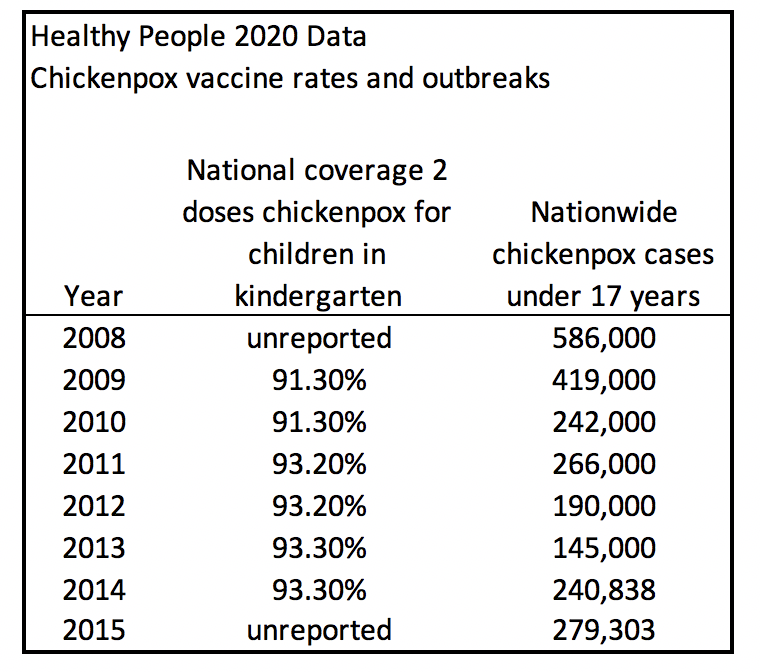 Healthy People 2020 Data
Chickenpox vaccine rates and outbreaks
National coverage 2
doses chickenpox for
children in
kindergarten
Nationwide
chickenpox cases
under 17 years
Year
2008 unreported 586,000
2009 91.30% 419,000
2010 91.30% 242,000
2011 93.20% 266,000
2012 93.20% 190,000
2013 93.30% 145,000
2014 93.30% 240,838
2015 unreported 279,303